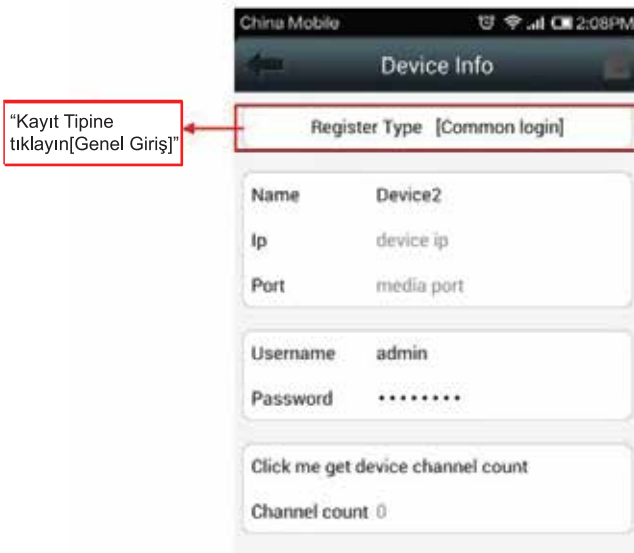 China Mobile 2:08PM
Device Info
“Kayıt Tipine
tıklayın[Genel Giriş]”
Register Type [Common login]
Name Device2
Ip device ip
Port media port
Username admin
Password ••••••••
Click me get device channel count
Channel count 0